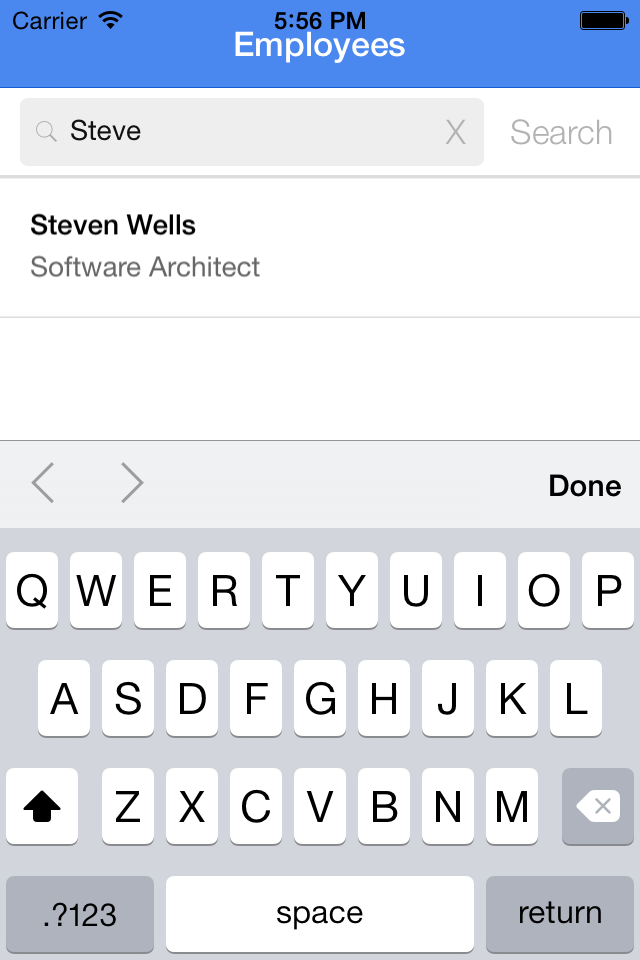 Carrier 5:56 PM
Employees
Steve X Search
Steven Wells
Software Architect
Done
Q W E R T Y U I O P
A S D F G H J K L
Z X C V B N M
.?123 space return